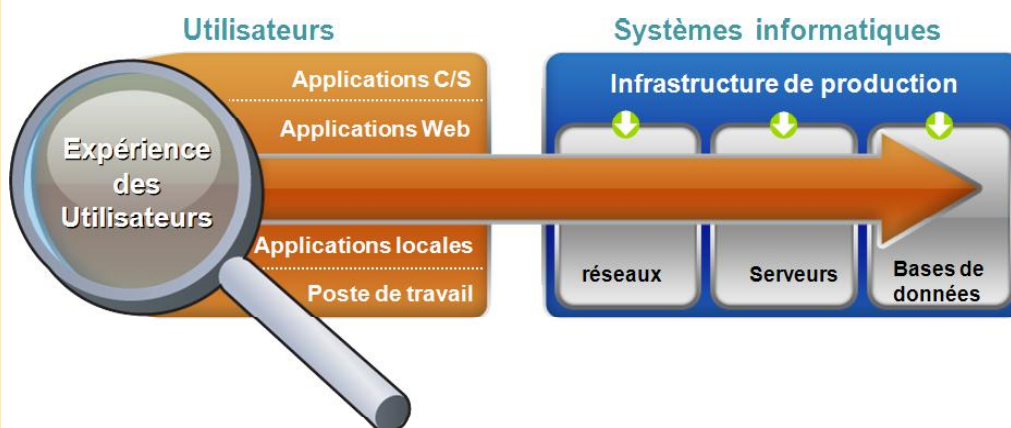 Utilisateurs
Systèmes informatiques
Applications C/S
Applications Web
Expérience
des
Utilisateurs
Applications locales
Poste de travail
Infrastructure de production
réseaux
Serveurs
Bases de
données